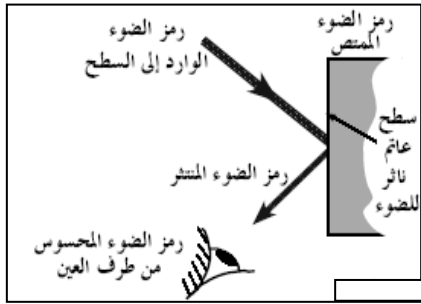 رمز الضوء
الممتص
رمز الضوء
الوارد إلى السطح
سطح
عاتم
ناثر
للضوء
رمز الضوء المنتثر
رمز الضوء المحسوس
من طرف العين